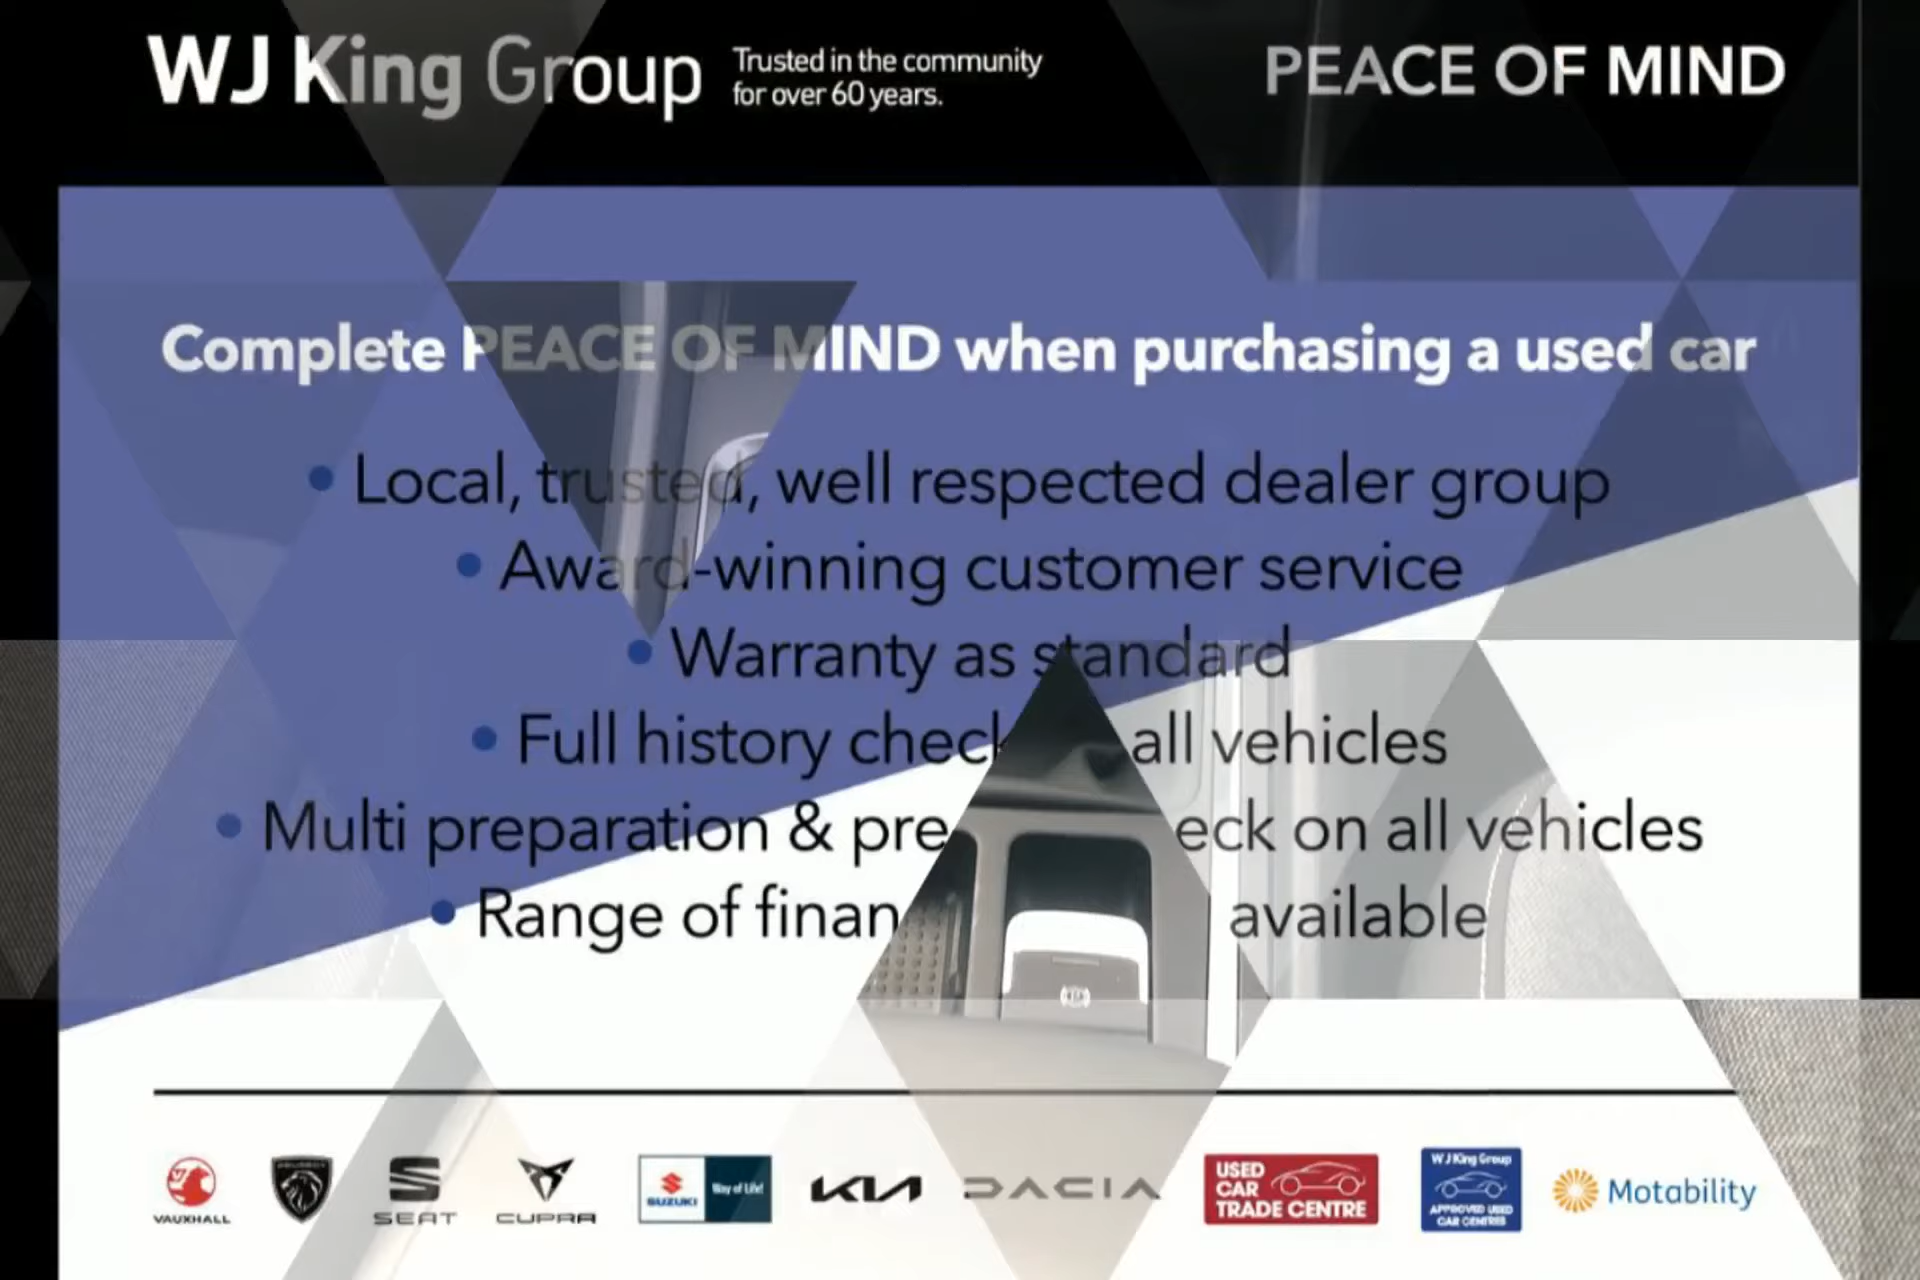 WJ King Group
Trusted in the community
for over 60 years.
PEACE OF MIND
Complete PEACE OF MIND when purchasing a used car
• Local, trusted, well respected dealer group
• Award-winning customer service
• Warranty as standard
• Full history check all vehicles
• Multi preparation & pre eck on all vehicles
• Range of finan available
VAUXHALL
PEUGEOT
SEAT
CUPRA
SUZUKI
Way of Life!
KIA
DACIA
USED
CAR
TRADE CENTRE
WJ King Group
APPROVED USED
CAR CENTRES
Motability